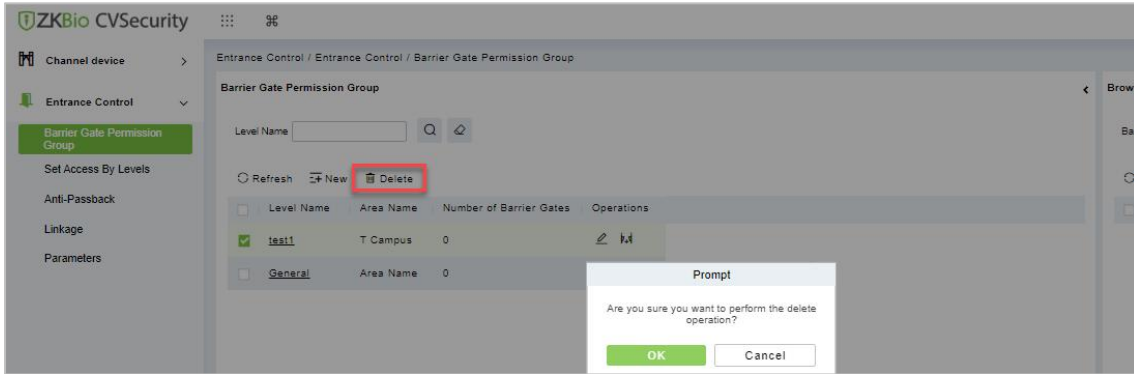 ZKBio CVSecurity
Channel device
Entrance Control / Entrance Control / Barrier Gate Permission Group
Barrier Gate Permission Group
Brow
Entrance Control
Barrier Gate Permission
Group
Level Name
Ba
Set Access By Levels
Refresh New Delete
Anti-Passback
Level Name Area Name Number of Barrier Gates Operations
Linkage
test1 T Campus 0
Parameters
General Area Name 0
Prompt
Are you sure you want to perform the delete
operation?
OK Cancel